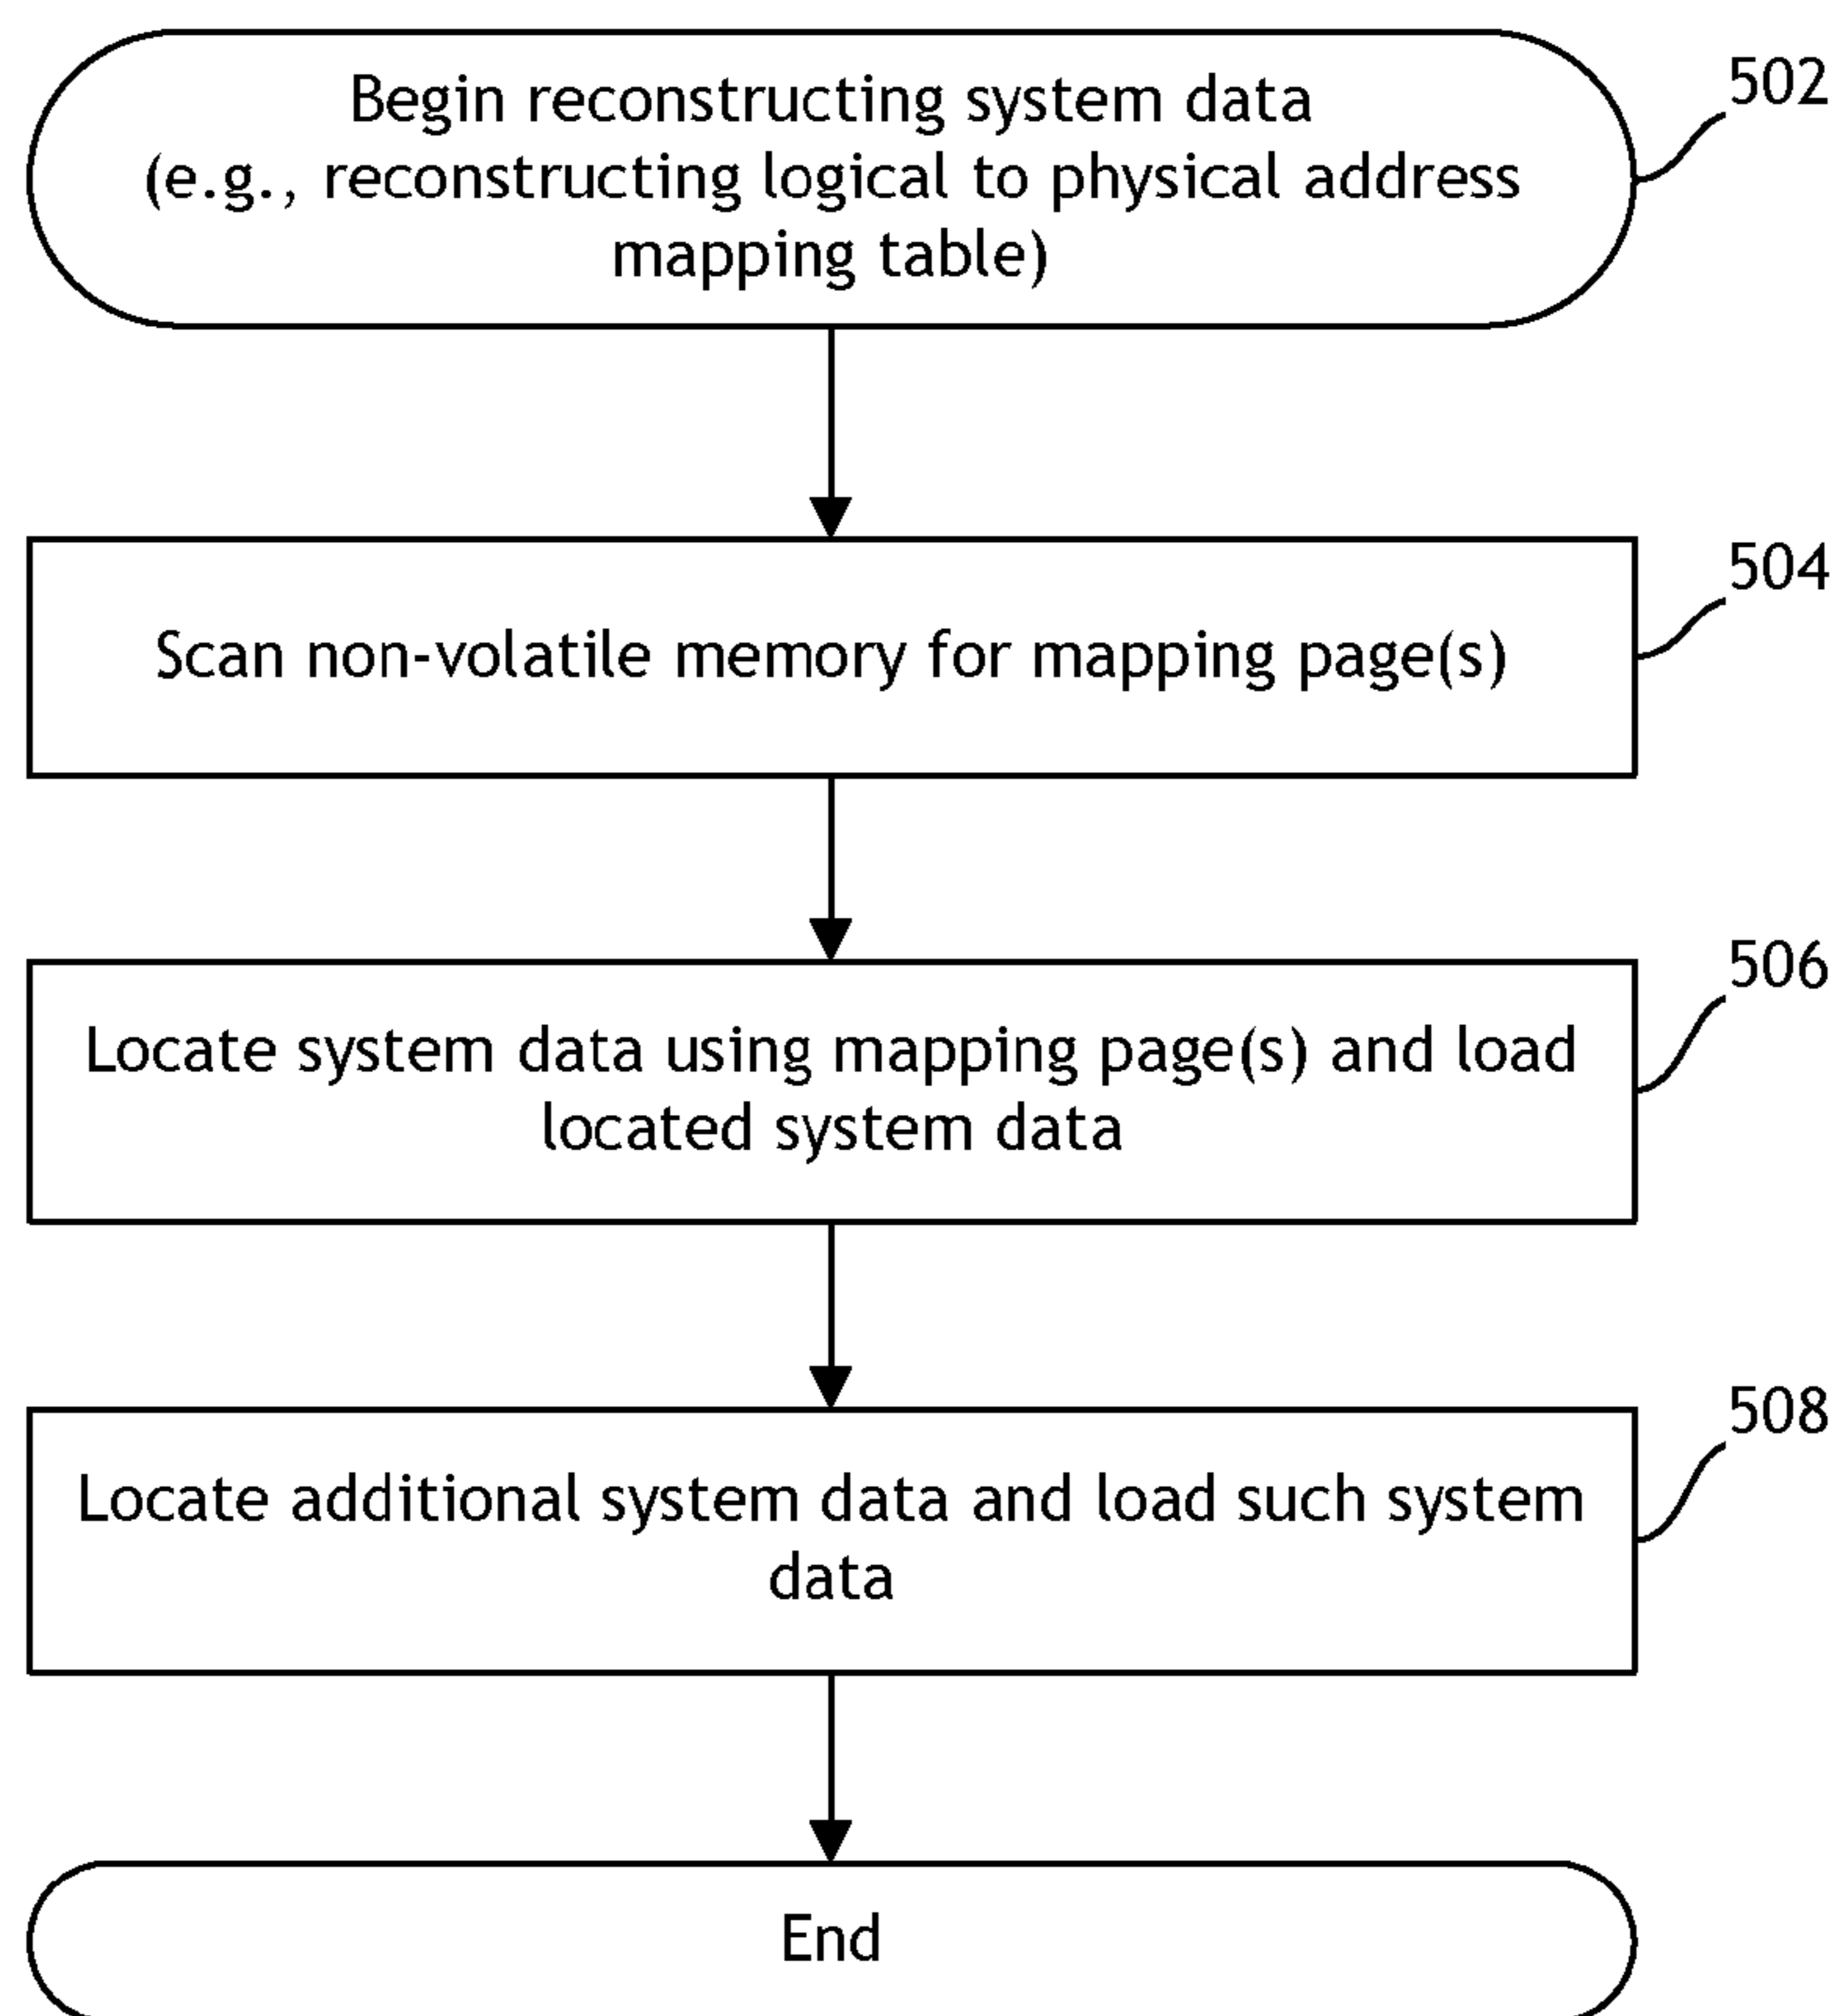 Begin reconstructing system data
(e.g., reconstructing logical to physical address
mapping table)
502
Scan non-volatile memory for mapping page(s)
504
Locate system data using mapping page(s) and load
located system data
506
Locate additional system data and load such system
data
508
End